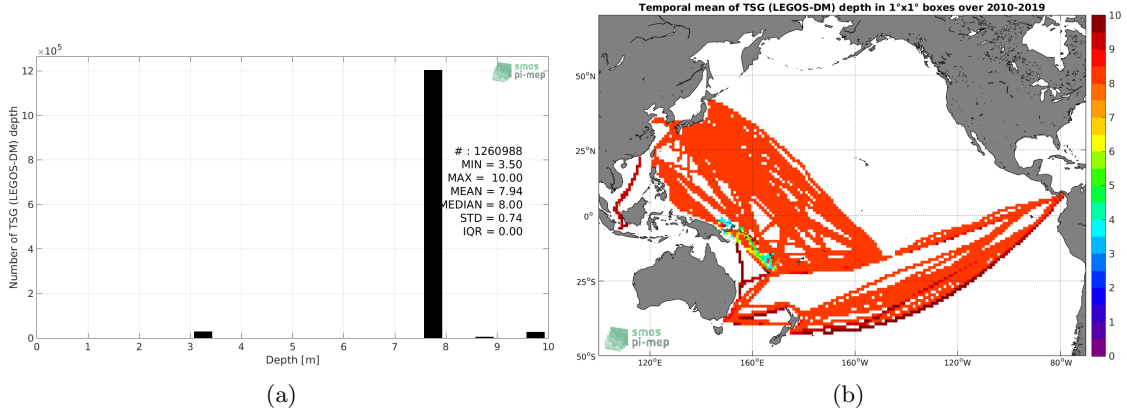 Temporal mean of TSG (LEGOS-DM) depth in 1°x1° boxes over 2010-2019
×10⁵
smos
pi-mep
12
10
8
6
4
2
0
Number of TSG (LEGOS-DM) depth
# : 1260988
MIN = 3.50
MAX = 10.00
MEAN = 7.94
MEDIAN = 8.00
STD = 0.74
IQR = 0.00
0 1 2 3 4 5 6 7 8 9 10
Depth [m]
(a)
50°N
25°N
0°
25°S
50°S
120°E 160°E 160°W 120°W 80°W
smos
pi-mep
10
9
8
7
6
5
4
3
2
1
0
(b)